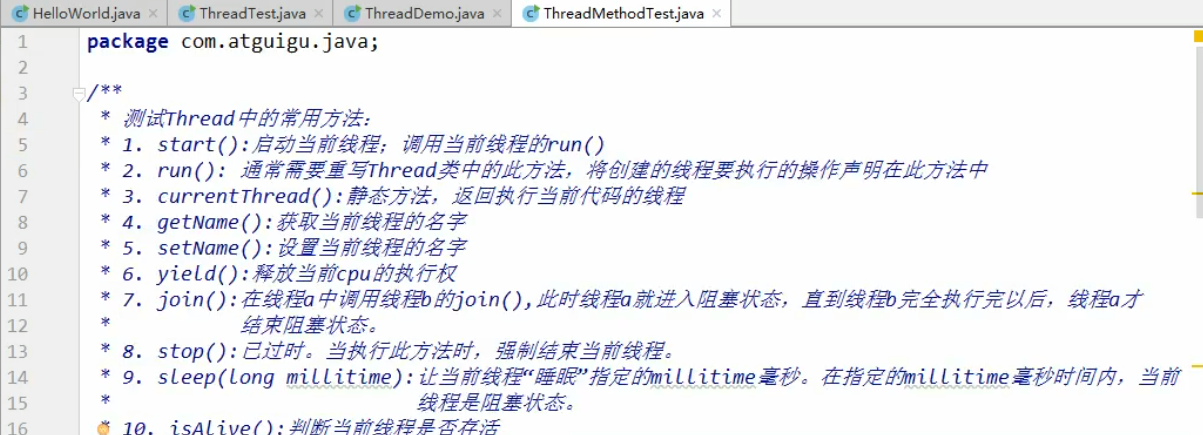 HelloWorld.java ThreadTest.java ThreadDemo.java ThreadMethodTest.java
1 package com.atguigu.java;
2
3 /**
4 * 测试Thread中的常用方法:
5 * 1. start():启动当前线程；调用当前线程的run()
6 * 2. run(): 通常需要重写Thread类中的此方法，将创建的线程要执行的操作声明在此方法中
7 * 3. currentThread():静态方法，返回执行当前代码的线程
8 * 4. getName():获取当前线程的名字
9 * 5. setName():设置当前线程的名字
10 * 6. yield():释放当前cpu的执行权
11 * 7. join():在线程a中调用线程b的join(),此时线程a就进入阻塞状态，直到线程b完全执行完以后，线程a才
12 * 结束阻塞状态。
13 * 8. stop():已过时。当执行此方法时，强制结束当前线程。
14 * 9. sleep(long millitime):让当前线程“睡眠”指定的millitime毫秒。在指定的millitime毫秒时间内，当前
15 * 线程是阻塞状态。
16 * 10. isAlive():判断当前线程是否存活